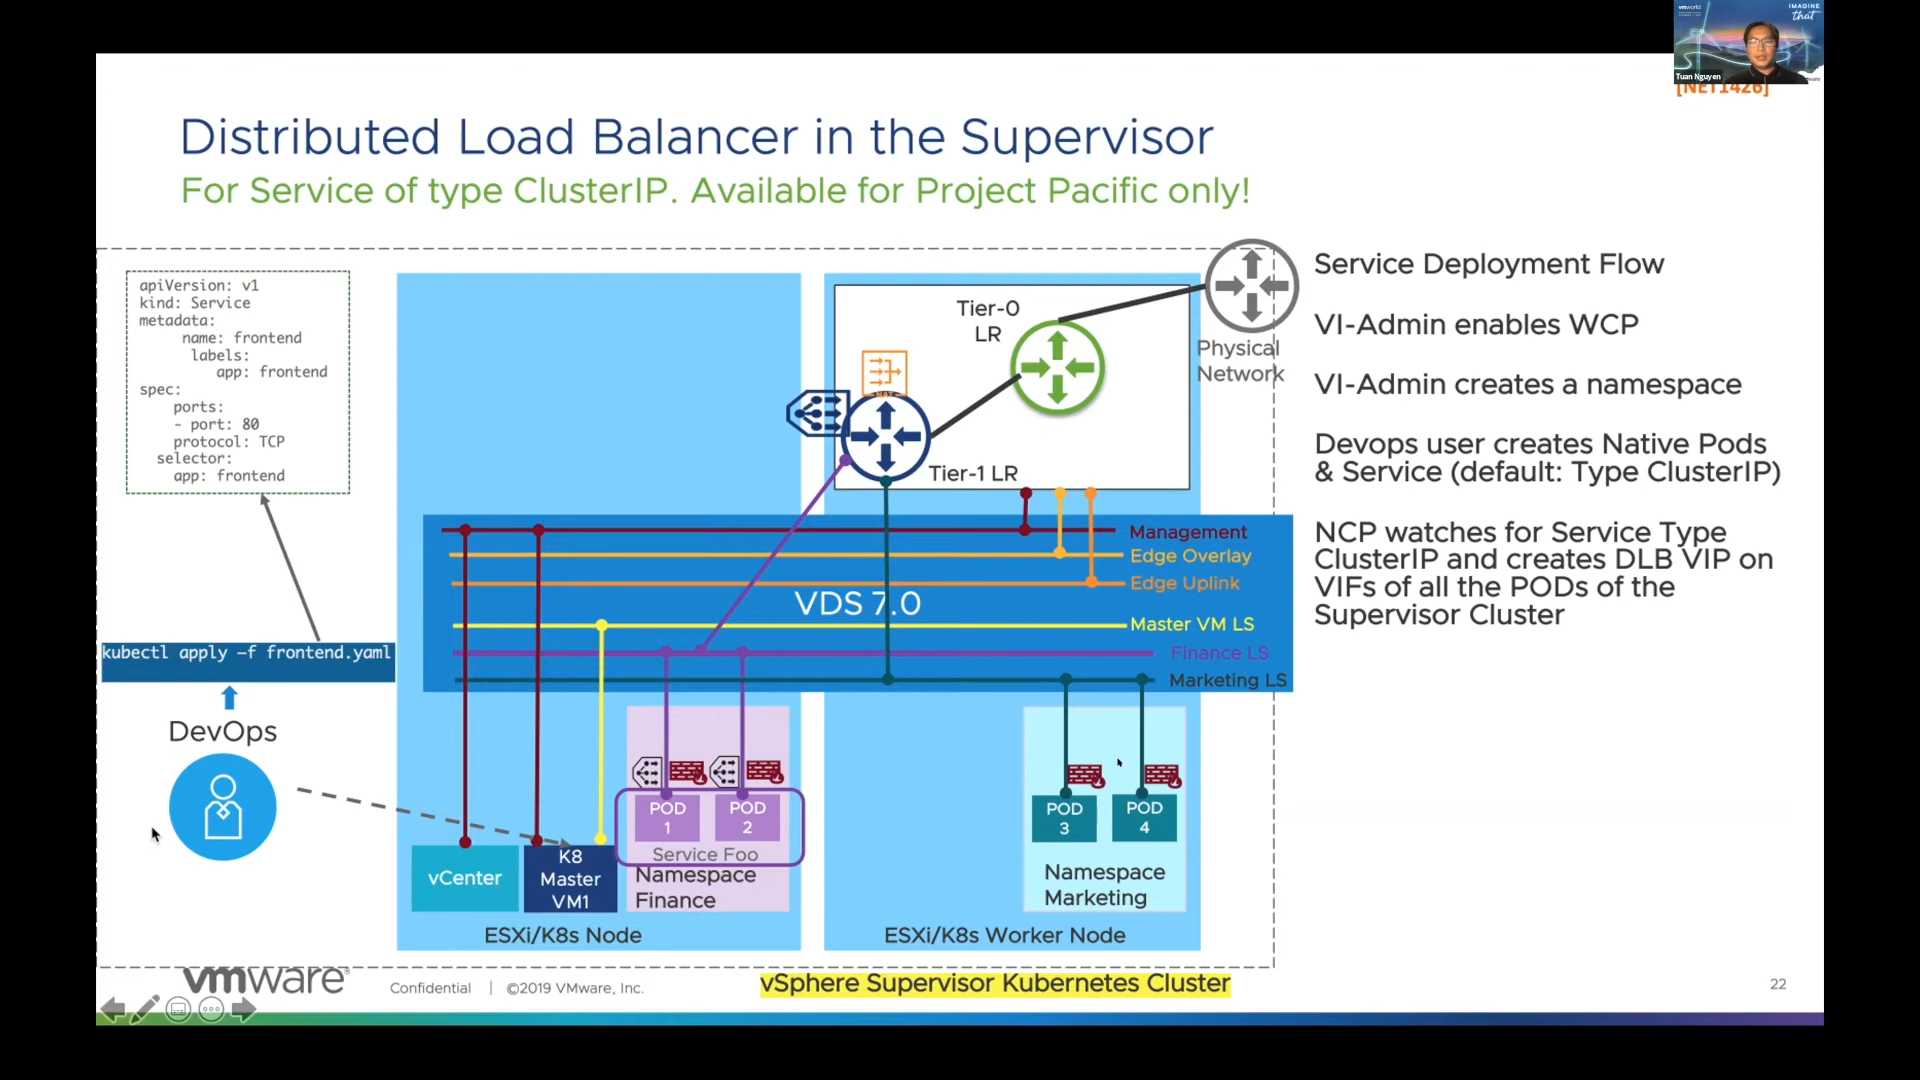 vmworld
IMAGINE
that
Tuan Nguyen
[NET1426]
Distributed Load Balancer in the Supervisor
For Service of type ClusterIP. Available for Project Pacific only!
apiVersion: v1
kind: Service
metadata:
name: frontend
labels:
app: frontend
spec:
ports:
- port: 80
protocol: TCP
selector:
app: frontend
kubectl apply –f frontend.yaml
DevOps
Tier-0
LR
NAT
Tier-1 LR
Physical
Network
Management
Edge Overlay
Edge Uplink
VDS 7.0
Master VM LS
Finance LS
Marketing LS
vCenter
K8
Master
VM1
POD
1
POD
2
Service Foo
Namespace
Finance
POD
3
POD
4
Namespace
Marketing
ESXi/K8s Node
ESXi/K8s Worker Node
Service Deployment Flow
VI-Admin enables WCP
VI-Admin creates a namespace
Devops user creates Native Pods
& Service (default: Type ClusterIP)
NCP watches for Service Type
ClusterIP and creates DLB VIP on
VIFs of all the PODs of the
Supervisor Cluster
vmware®
Confidential | ©2019 VMware, Inc.
vSphere Supervisor Kubernetes Cluster
22